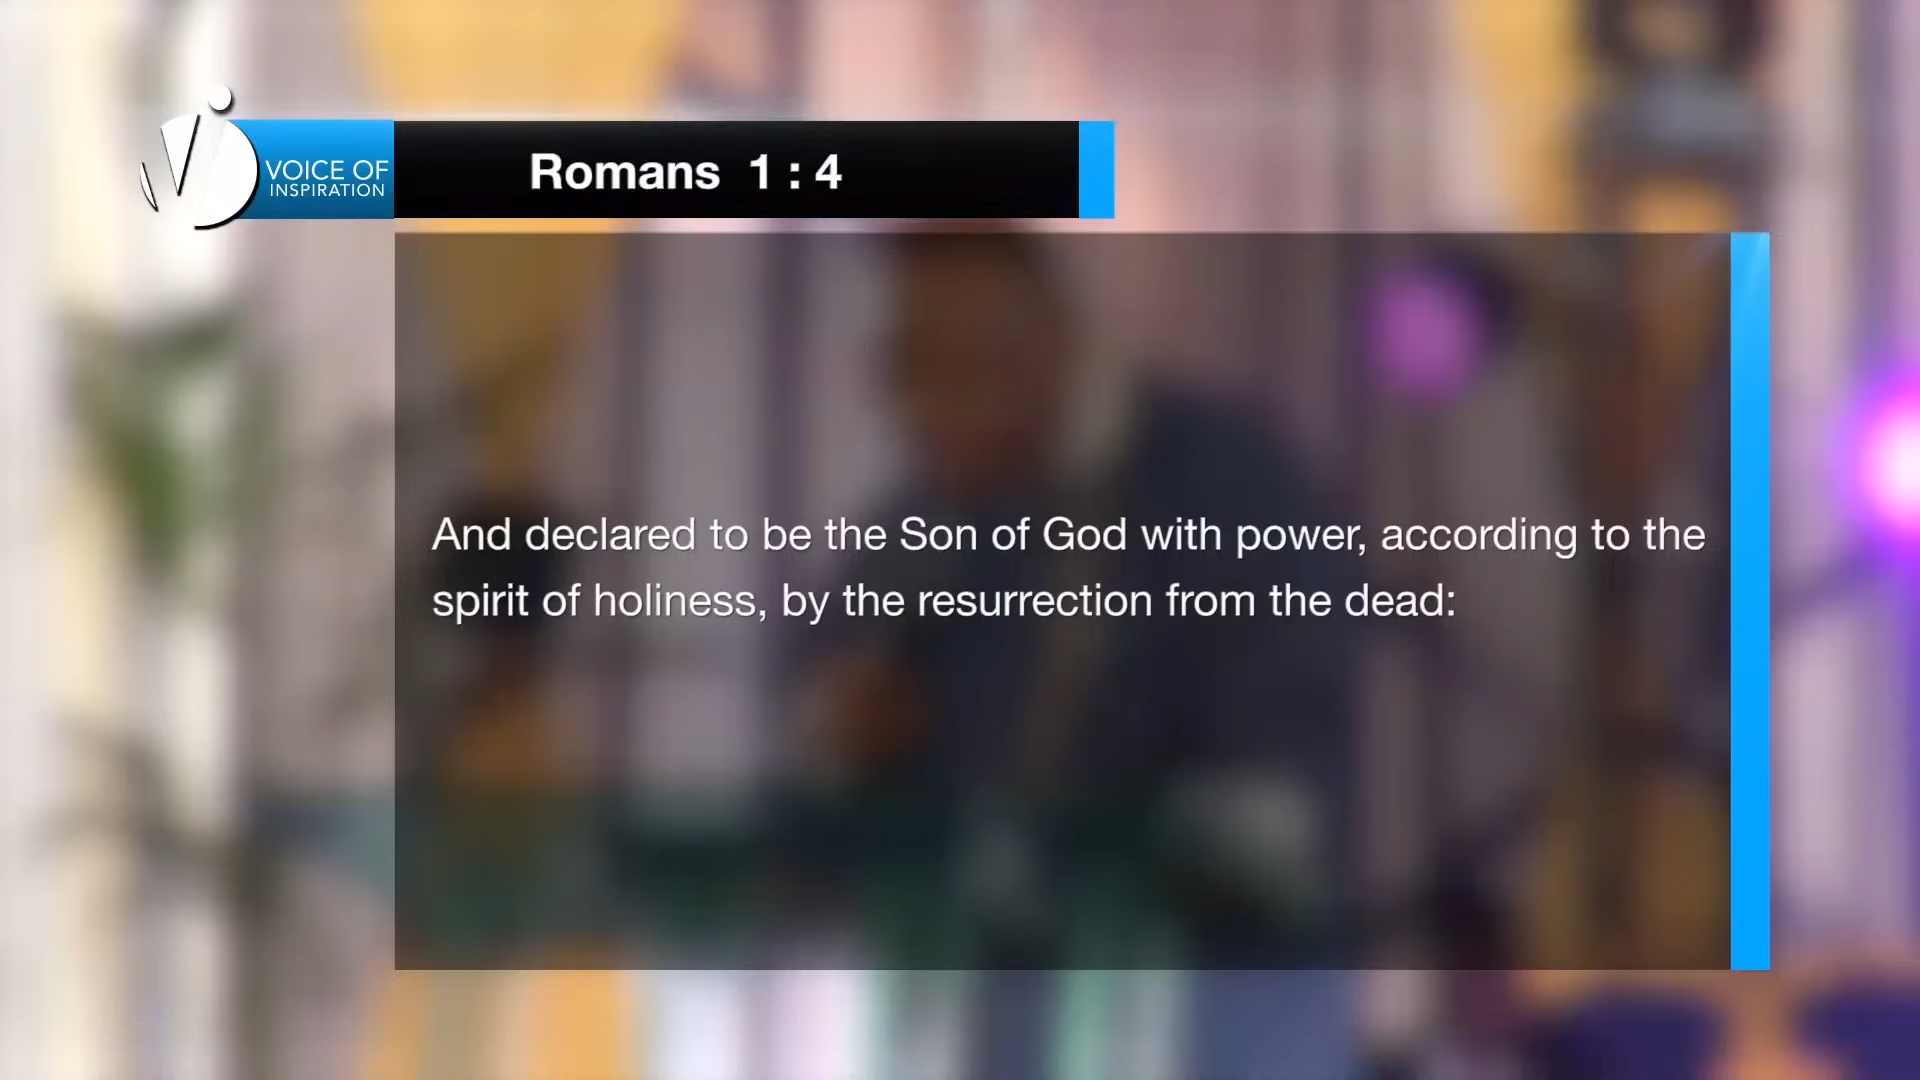 VOICE OF
INSPIRATION
Romans 1 : 4
And declared to be the Son of God with power, according to the
spirit of holiness, by the resurrection from the dead: